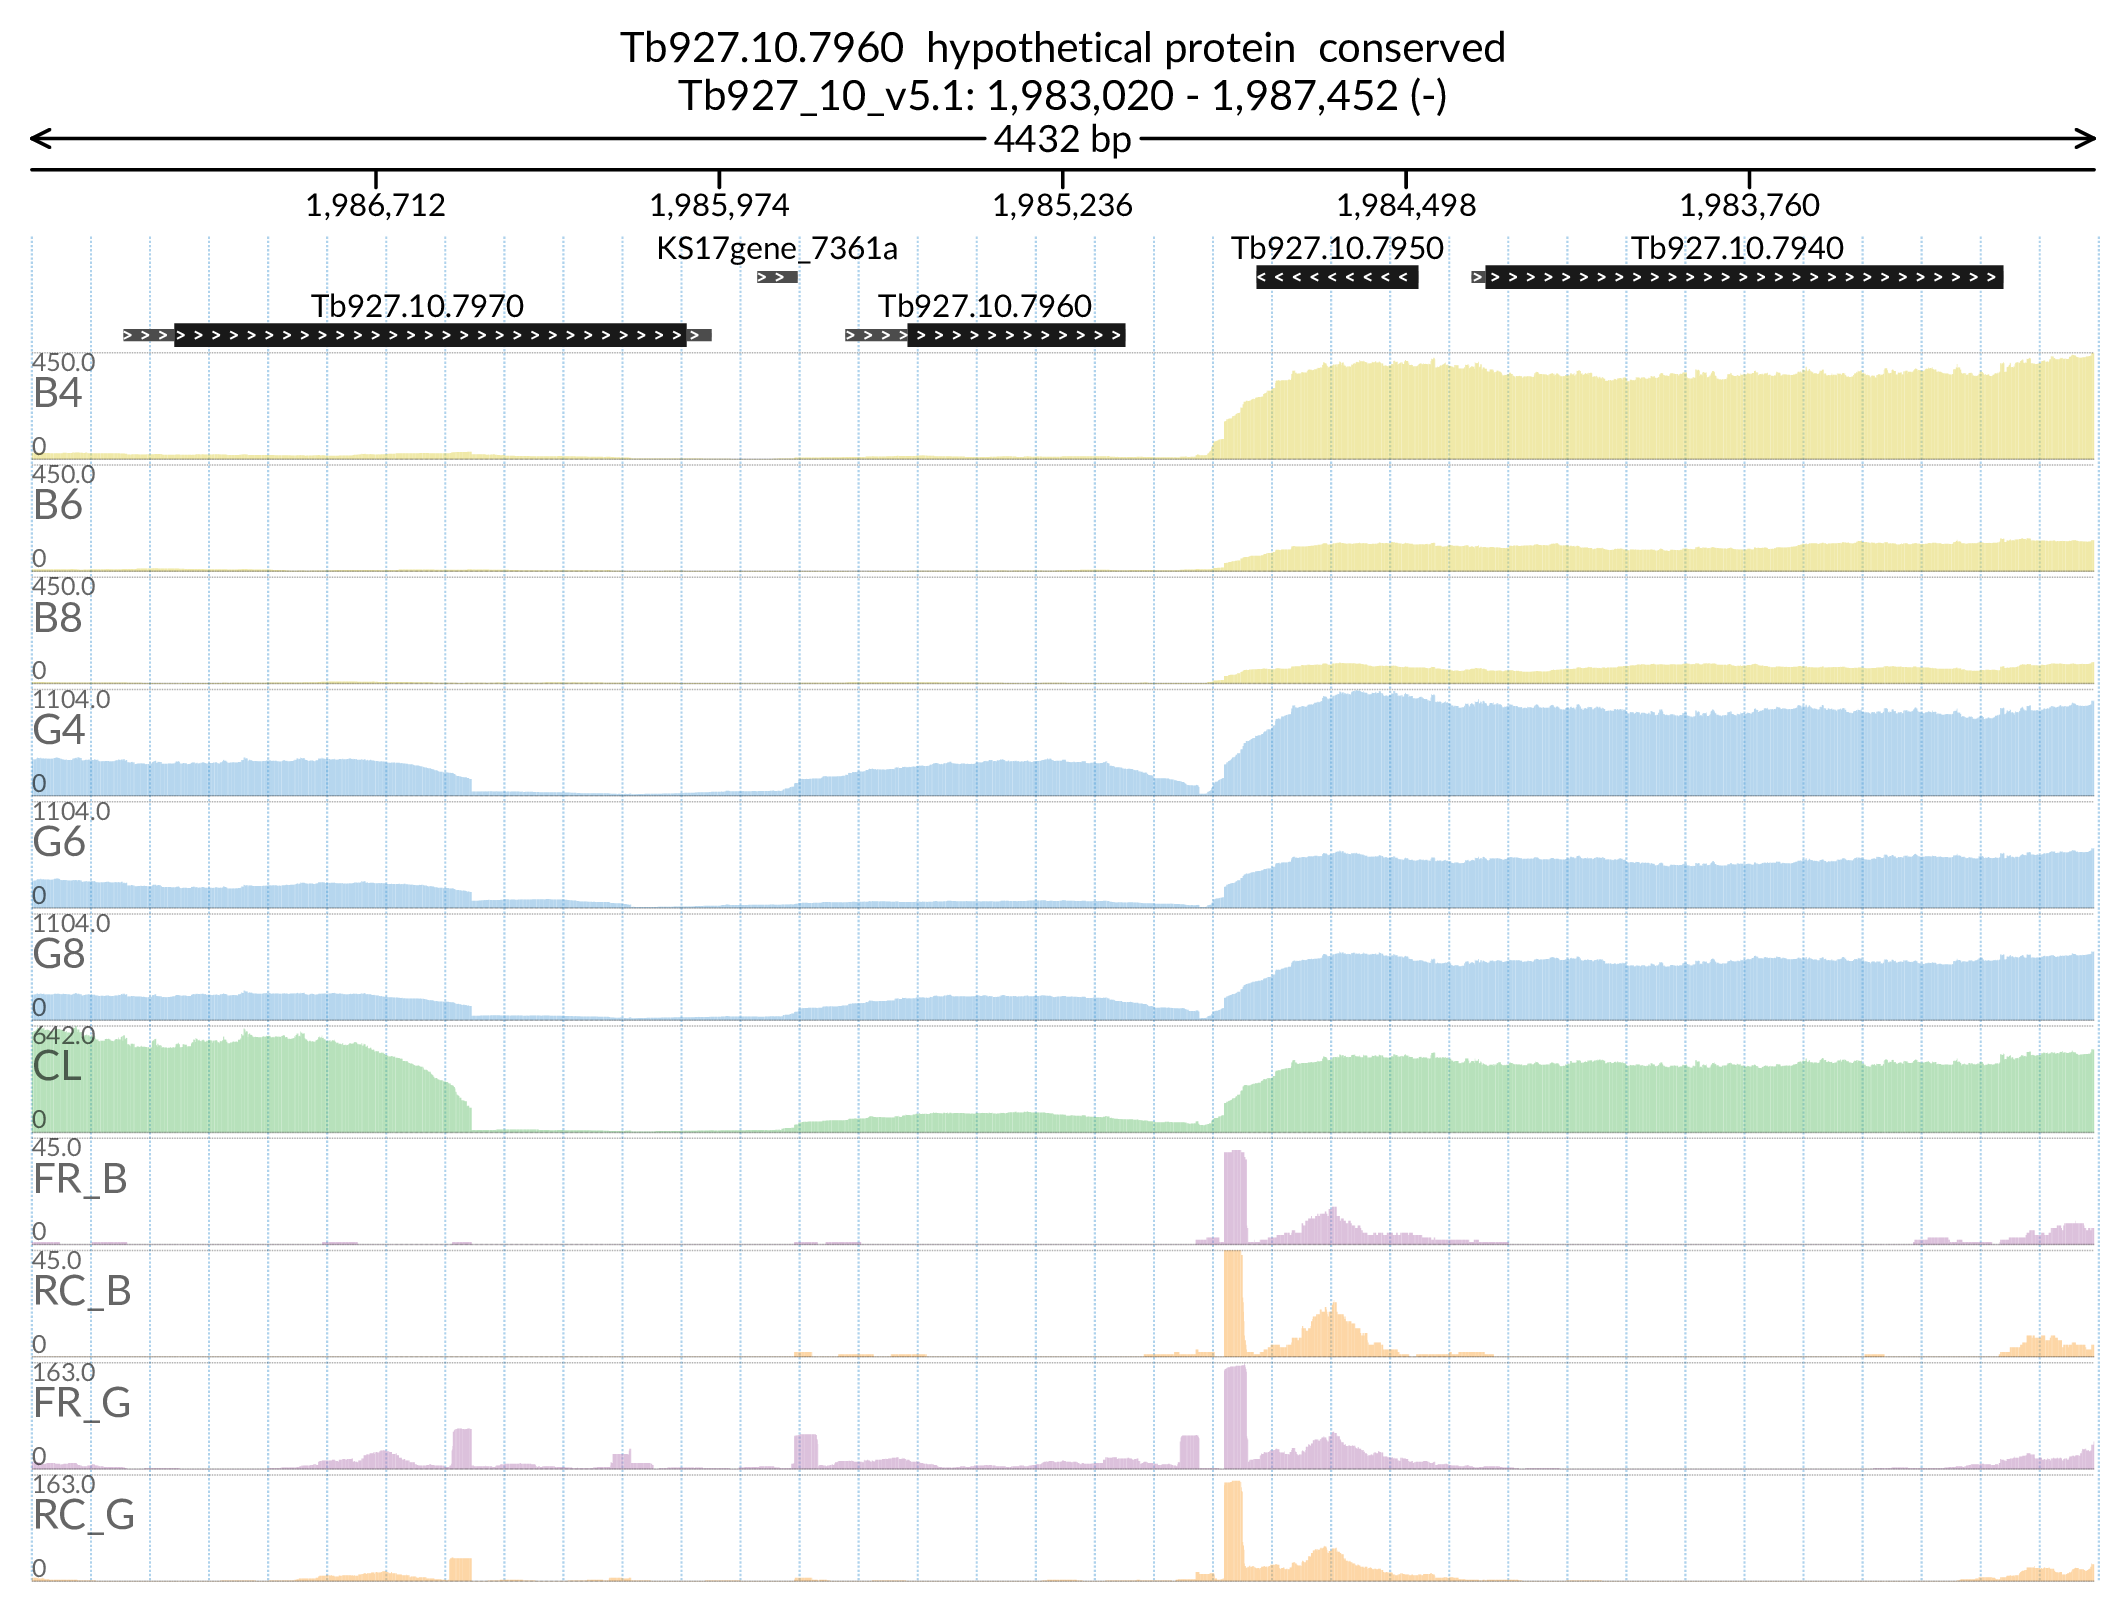 Tb927.10.7960  hypothetical protein  conserved
Tb927_10_v5.1: 1,983,020 - 1,987,452 (-)
4432 bp
1,986,712 1,985,974 1,985,236 1,984,498 1,983,760
KS17gene_7361a Tb927.10.7950 Tb927.10.7940
Tb927.10.7970 Tb927.10.7960
450.0
B4
0
450.0
B6
0
450.0
B8
0
1104.0
G4
0
1104.0
G6
0
1104.0
G8
0
642.0
CL
0
45.0
FR_B
0
45.0
RC_B
0
163.0
FR_G
0
163.0
RC_G
0